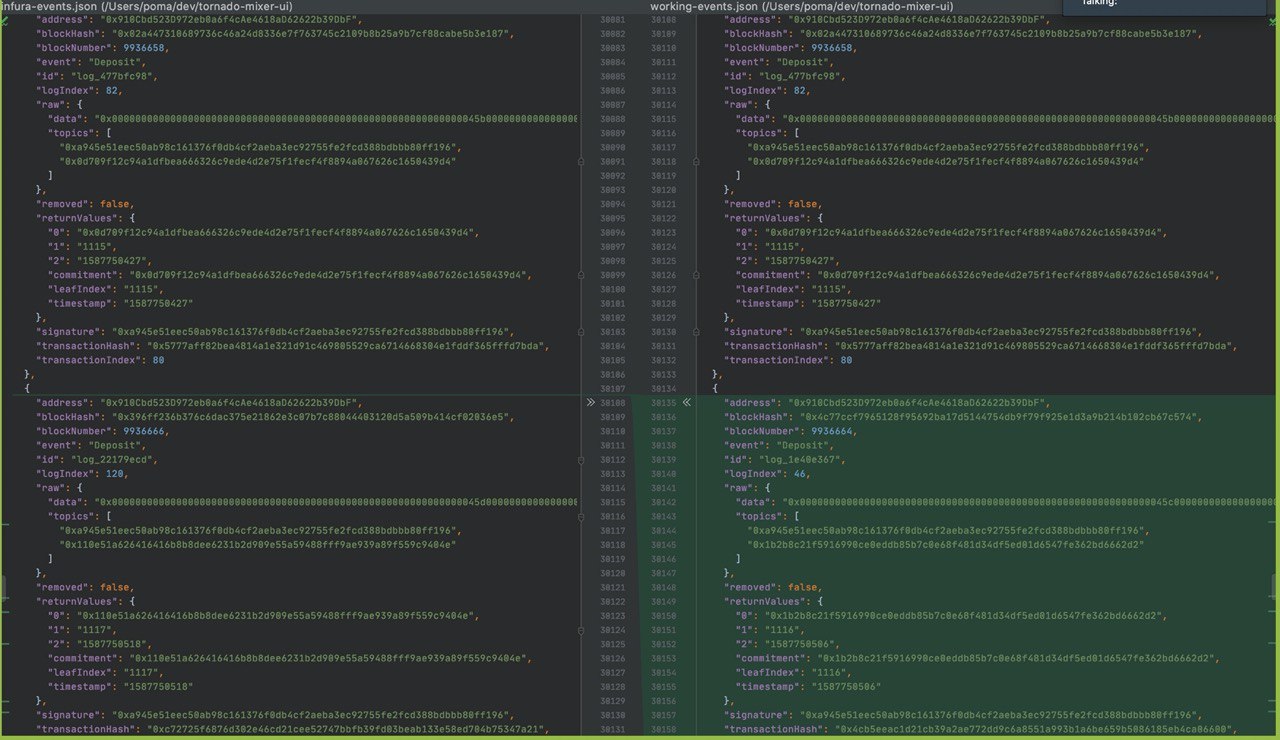 infura-events.json (/Users/poma/dev/tornado-mixer-ui)
"address": "0x910Cbd523D972eb0a6f4cAe4618aD62622b39DbF", 30081
"blockHash": "0x02a447310689736c46a24d8336e7f763745c2109b8b25a9b7cf88cabe5b3e187", 30082
"blockNumber": 9936658, 30083
"event": "Deposit", 30084
"id": "log_477bfc98", 30085
"logIndex": 82, 30086
"raw": { 30087
30088
"topics": [ 30089
"0xa945e51eec50ab98c161376f0db4cf2aeba3ec92755fe2fcd388bdbbb80ff196", 30090
"0x0d709f12c94a1dfbea666326c9ede4d2e75f1fecf4f8894a067626c1650439d4" 30091
] 30092
}, 30093
"removed": false, 30094
"returnValues": { 30095
"0": "0x0d709f12c94a1dfbea666326c9ede4d2e75f1fecf4f8894a067626c1650439d4", 30096
"1": "1115", 30097
"2": "1587750427", 30098
"commitment": "0x0d709f12c94a1dfbea666326c9ede4d2e75f1fecf4f8894a067626c1650439d4", 30099
"leafIndex": "1115", 30100
"timestamp": "1587750427" 30101
}, 30102
"signature": "0xa945e51eec50ab98c161376f0db4cf2aeba3ec92755fe2fcd388bdbbb80ff196", 30103
"transactionHash": "0x5777aff82bea4814a1e321d91c469805529ca6714668304e1fddf365fffd7bda", 30104
"transactionIndex": 80 30105
}, 30106
{ 30107
"address": "0x910Cbd523D972eb0a6f4cAe4618aD62622b39DbF", 30108
"blockHash": "0x396ff236b376c6dac375e21862e3c07b7c88044403120d5a509b414cf02036e5", 30109
"blockNumber": 9936666, 30110
"event": "Deposit", 30111
"id": "log_22179ecd", 30112
"logIndex": 120, 30113
"raw": { 30114
30115
"topics": [ 30116
"0xa945e51eec50ab98c161376f0db4cf2aeba3ec92755fe2fcd388bdbbb80ff196", 30117
"0x110e51a626416416b8b8dee6231b2d909e55a59488fff9ae939a89f559c9404e" 30118
] 30119
}, 30120
"removed": false, 30121
"returnValues": { 30122
"0": "0x110e51a626416416b8b8dee6231b2d909e55a59488fff9ae939a89f559c9404e", 30123
"1": "1117", 30124
"2": "1587750518", 30125
"commitment": "0x110e51a626416416b8b8dee6231b2d909e55a59488fff9ae939a89f559c9404e", 30126
"leafIndex": "1117", 30127
"timestamp": "1587750518" 30128
}, 30129
"signature": "0xa945e51eec50ab98c161376f0db4cf2aeba3ec92755fe2fcd388bdbbb80ff196", 30130
"transactionHash": "0xc72725f6876d302e46cd21cee52747bbfb39fd03beab133e58ed704b75347a21", 30131
working-events.json (/Users/poma/dev/tornado-mixer-ui)
Talking:
30108 "address": "0x910Cbd523D972eb0a6f4cAe4618aD62622b39DbF",
30109 "blockHash": "0x02a447310689736c46a24d8336e7f763745c2109b8b25a9b7cf88cabe5b3e187",
30110 "blockNumber": 9936658,
30111 "event": "Deposit",
30112 "id": "log_477bfc98",
30113 "logIndex": 82,
30114 "raw": {
30115
30116 "topics": [
30117 "0xa945e51eec50ab98c161376f0db4cf2aeba3ec92755fe2fcd388bdbbb80ff196",
30118 "0x0d709f12c94a1dfbea666326c9ede4d2e75f1fecf4f8894a067626c1650439d4"
30119 ]
30120 },
30121 "removed": false,
30122 "returnValues": {
30123 "0": "0x0d709f12c94a1dfbea666326c9ede4d2e75f1fecf4f8894a067626c1650439d4",
30124 "1": "1115",
30125 "2": "1587750427",
30126 "commitment": "0x0d709f12c94a1dfbea666326c9ede4d2e75f1fecf4f8894a067626c1650439d4",
30127 "leafIndex": "1115",
30128 "timestamp": "1587750427"
30129 },
30130 "signature": "0xa945e51eec50ab98c161376f0db4cf2aeba3ec92755fe2fcd388bdbbb80ff196",
30131 "transactionHash": "0x5777aff82bea4814a1e321d91c469805529ca6714668304e1fddf365fffd7bda",
30132 "transactionIndex": 80
30133 },
30134 {
30135 "address": "0x910Cbd523D972eb0a6f4cAe4618aD62622b39DbF",
30136 "blockHash": "0x4c77ccf7965128f95692ba17d5144754db9f79f925e1d3a9b214b102cb67c574",
30137 "blockNumber": 9936664,
30138 "event": "Deposit",
30139 "id": "log_1e40e367",
30140 "logIndex": 46,
30141 "raw": {
30142
30143 "topics": [
30144 "0xa945e51eec50ab98c161376f0db4cf2aeba3ec92755fe2fcd388bdbbb80ff196",
30145 "0x1b2b8c21f5916990ce0eddb85b7c0e68f481d34df5ed01d6547fe362bd6662d2"
30146 ]
30147 },
30148 "removed": false,
30149 "returnValues": {
30150 "0": "0x1b2b8c21f5916990ce0eddb85b7c0e68f481d34df5ed01d6547fe362bd6662d2",
30151 "1": "1116",
30152 "2": "1587750506",
30153 "commitment": "0x1b2b8c21f5916990ce0eddb85b7c0e68f481d34df5ed01d6547fe362bd6662d2",
30154 "leafIndex": "1116",
30155 "timestamp": "1587750506"
30156 },
30157 "signature": "0xa945e51eec50ab98c161376f0db4cf2aeba3ec92755fe2fcd388bdbbb80ff196",
30158 "transactionHash": "0x4cb5eeac1d21cb39a2ae772dd9c6a8551a993b1a6be659b5086185eb4ca06600",